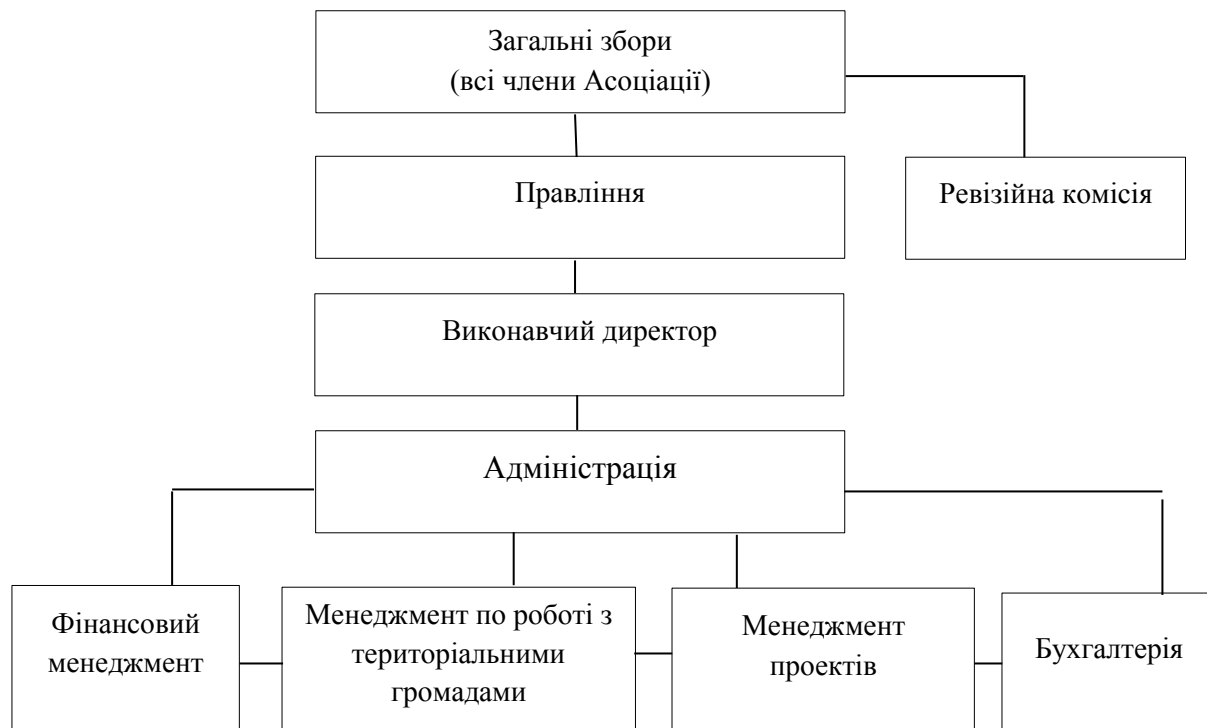 Загальні збори
(всі члени Асоціації)
Правління
Ревізійна комісія
Виконавчий директор
Адміністрація
Фінансовий
менеджмент
Менеджмент по роботі з
територіальними
громадами
Менеджмент
проектів
Бухгалтерія